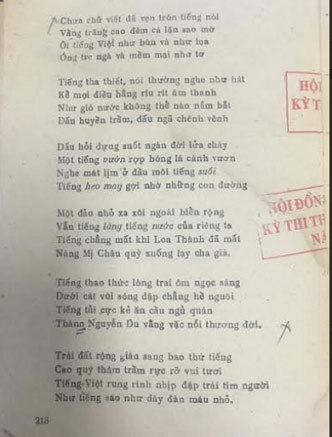 Chưa chữ viết đã vẹn tròn tiếng nói
Vầng trăng cao đêm cá lặn sao mờ
Ôi tiếng Việt như bùn và như lụa
Óng tre ngà và mềm mại như tơ
Tiếng tha thiết, nói thường nghe như hát
Kể mọi điều bằng ríu rít âm thanh
Như gió nước không thể nào nắm bắt
Dấu huyền trầm, dấu ngã chênh vênh
Dấu hỏi dựng suốt ngàn đời lửa cháy
Một tiếng vườn rợp bóng lá cành vươn
Nghe mát lịm ở đầu môi tiếng suối
Tiếng heo may gợi nhớ những con đường
Một đảo nhỏ xa xôi ngoài biển rộng
Vẫn tiếng làng tiếng nước của riêng ta
Tiếng chẳng mất khi Loa Thành đã mất
Nàng Mị Châu quỳ xuống lạy cha già.
Tiếng thao thức lòng trai ôm ngọc sáng
Dưới cát vùi sóng dập chẳng hề nguôi
Tiếng tủi cực kẻ ăn cầu ngủ quán
Thành Nguyễn Du vằng vặc nỗi thương đời.
Trái đất rộng giàu sang bao thứ tiếng
Cao quý thâm trầm rực rỡ vui tươi
Tiếng Việt rung rinh nhịp đập trái tim người
Như tiếng sáo như dây đàn máu nhỏ.
218
HỘI
KỲ T
HỘI ĐỒN
KỲ THI T
NĂ